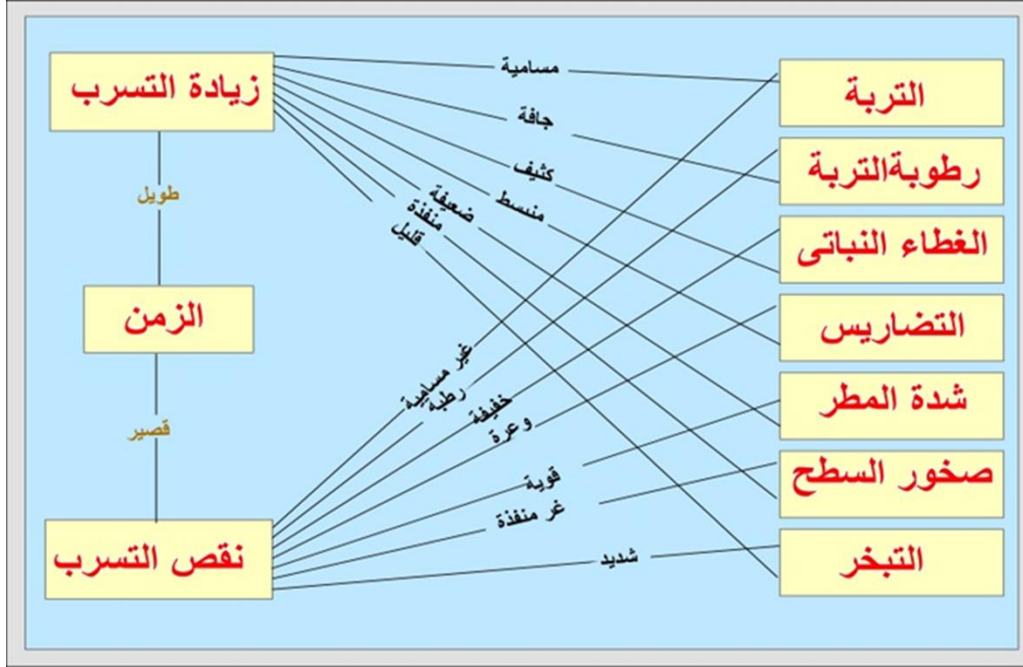 زيادة التسرب
التربة
رطوبةالتربة
الغطاء النباتى
التضاريس
شدة المطر
صخور السطح
التبخر
مسامية
جافة
كثيف
منبسط
ضعيفة
منفذة
قليل
طويل
الزمن
قصير
غير مسامية
رطبة
خفيفة
وعرة
قوية
غر منفذة
شديد
نقص التسرب